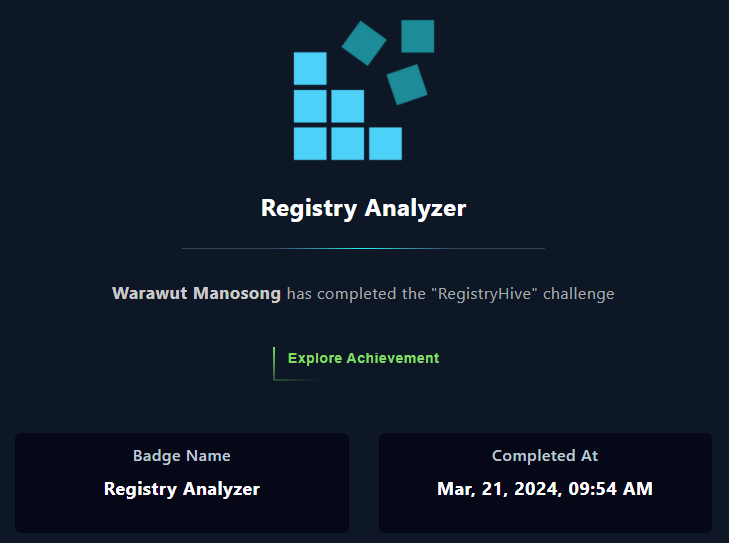 Registry Analyzer
Warawut Manosong has completed the "RegistryHive" challenge
Explore Achievement
Badge Name
Registry Analyzer
Completed At
Mar, 21, 2024, 09:54 AM